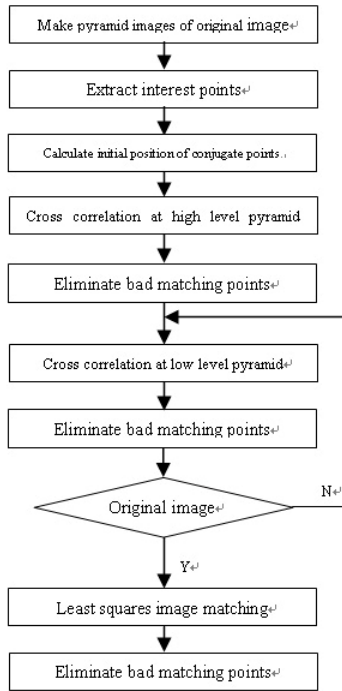 Make pyramid images of original image
Extract interest points
Calculate initial position of conjugate points.
Cross correlation at high level pyramid
Eliminate bad matching points
Cross correlation at low level pyramid
Eliminate bad matching points
Original image
N
Y
Least squares image matching
Eliminate bad matching points